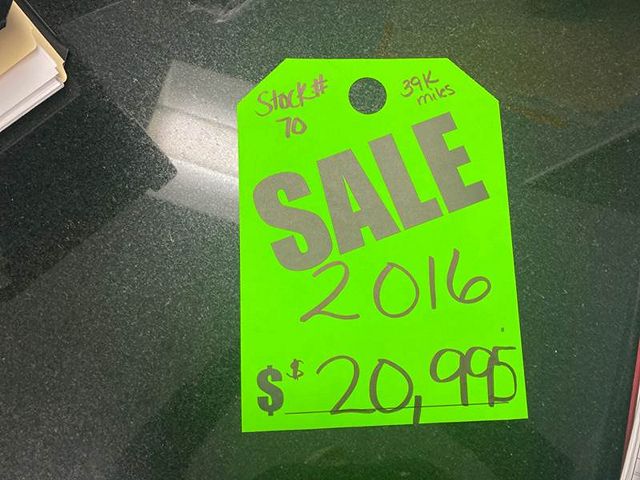 Stock# 39K
70 miles
SALE
2016
$ $20,995